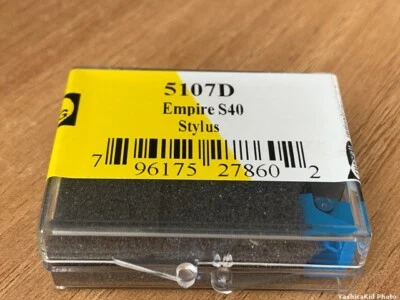 5107D
Empire S40
Stylus
7 96175 27860 2
YashicaKid Photo